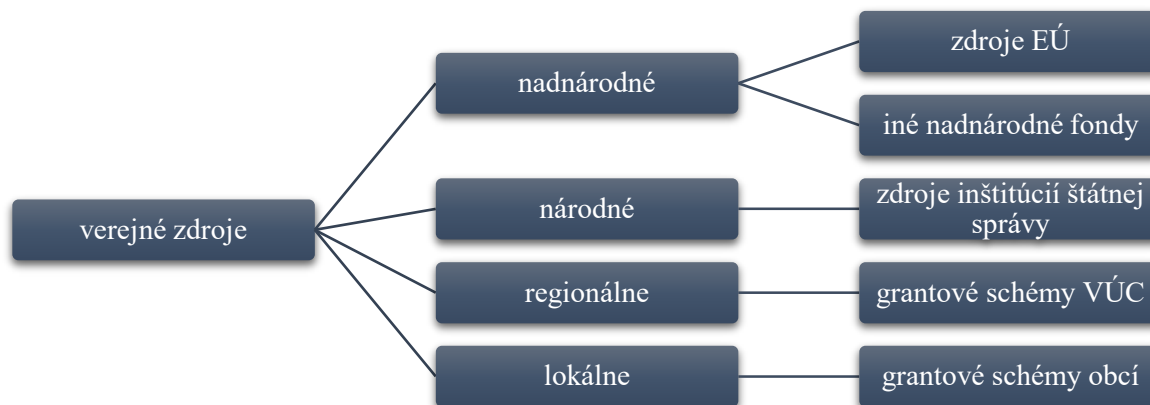 verejné zdroje
nadnárodné
zdroje EÚ
iné nadnárodné fondy
národné
zdroje inštitúcií štátnej
správy
regionálne
grantové schémy VÚC
lokálne
grantové schémy obcí